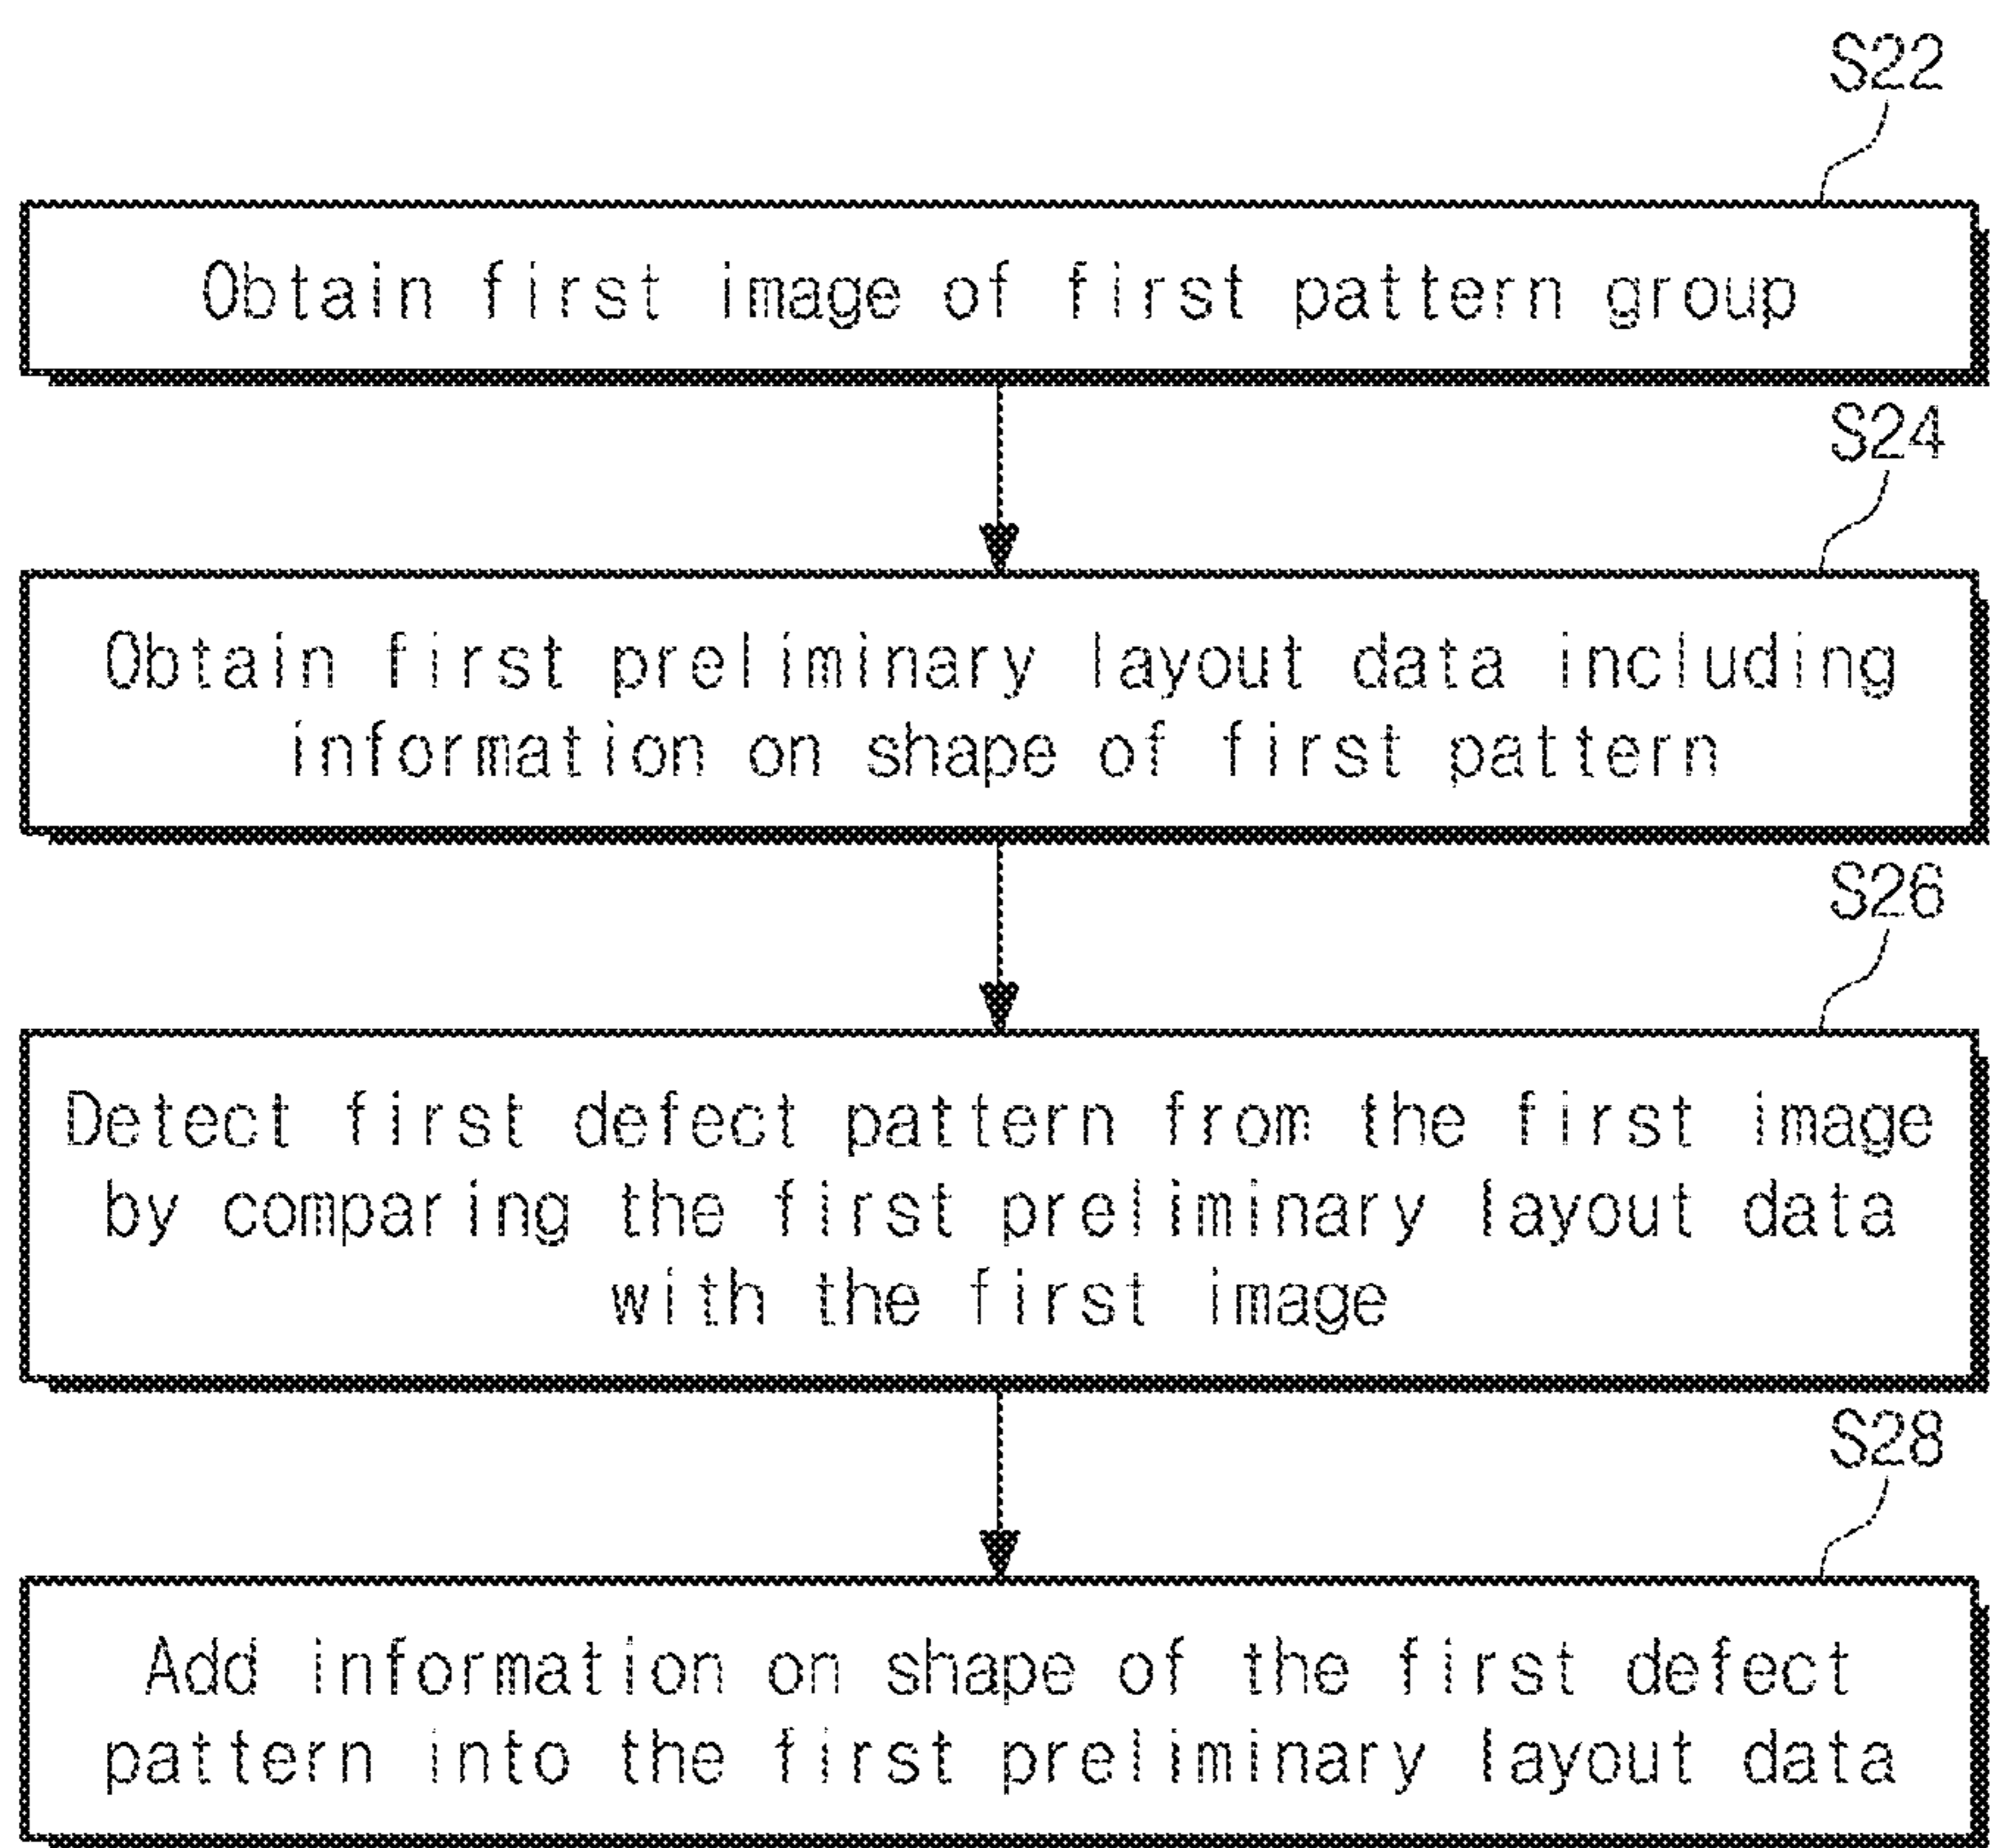 S22
Obtain first image of first pattern group
S24
Obtain first preliminary layout data including
information on shape of first pattern
S26
Detect first defect pattern from the first image
by comparing the first preliminary layout data
with the first image
S28
Add information on shape of the first defect
pattern into the first preliminary layout data